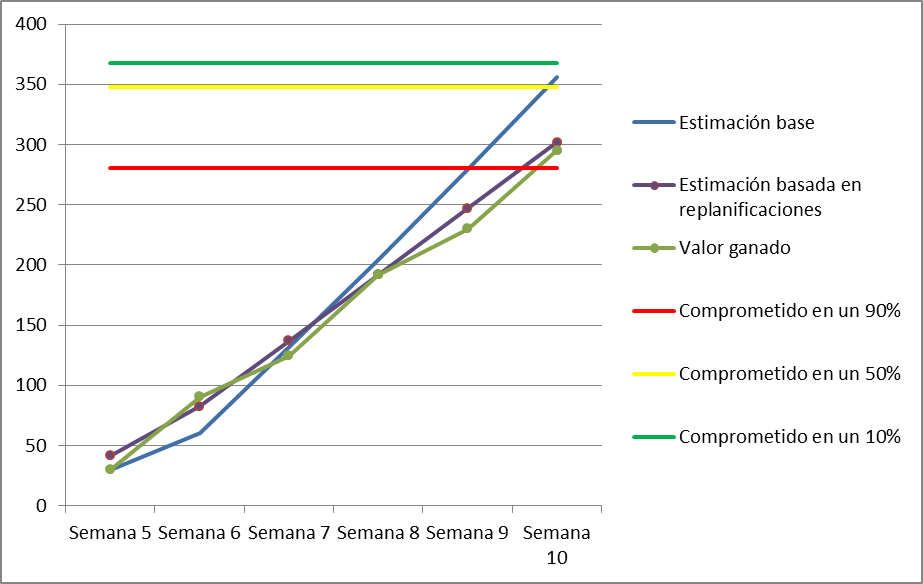 400
350
300
250
200
150
100
50
0
Semana 5
Semana 6
Semana 7
Semana 8
Semana 9
Semana
10
Estimación base
Estimación basada en
replanificaciones
Valor ganado
Comprometido en un 90%
Comprometido en un 50%
Comprometido en un 10%